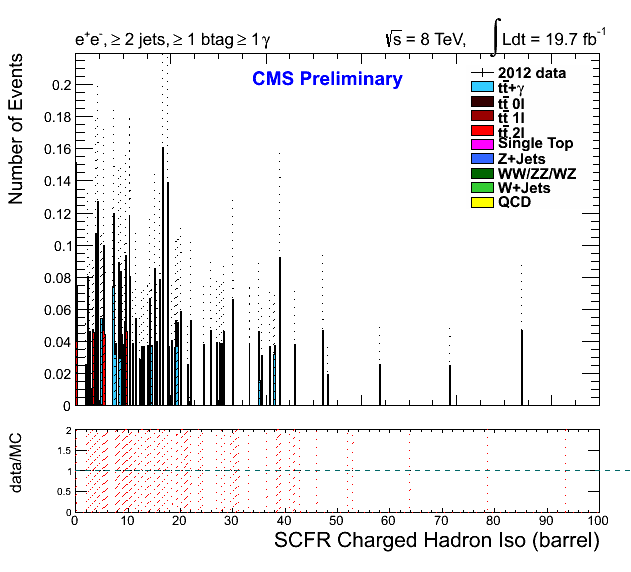 e⁺e⁻, ≥ 2 jets, ≥ 1 btag ≥ 1 γ
√s = 8 TeV, ∫ Ldt = 19.7 fb⁻¹
CMS Preliminary
2012 data
tt̄+γ
tt̄ 0l
tt̄ 1l
tt̄ 2l
Single Top
Z+Jets
WW/ZZ/WZ
W+Jets
QCD
Number of Events
0.2
0.18
0.16
0.14
0.12
0.1
0.08
0.06
0.04
0.02
0
data/MC
2
1.5
1
0.5
0
0 10 20 30 40 50 60 70 80 90 100
SCFR Charged Hadron Iso (barrel)